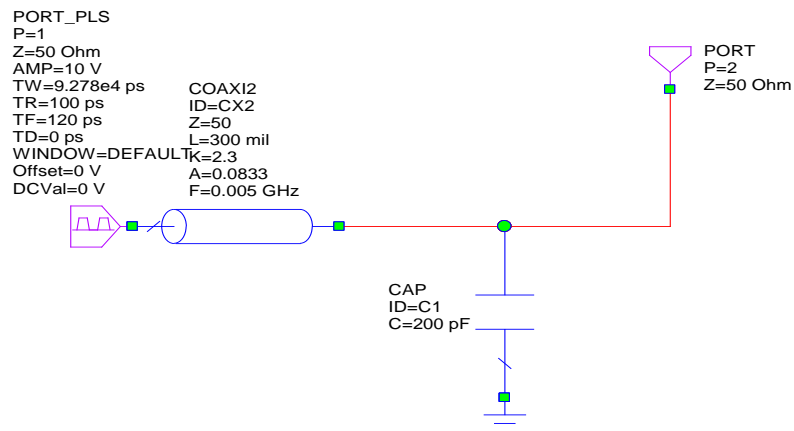 PORT_PLS
P=1
Z=50 Ohm
AMP=10 V
TW=9.278e4 ps
TR=100 ps
TF=120 ps
TD=0 ps
WINDOW=DEFAULT
Offset=0 V
DCVal=0 V
COAXI2
ID=CX2
Z=50
L=300 mil
K=2.3
A=0.0833
F=0.005 GHz
PORT
P=2
Z=50 Ohm
CAP
ID=C1
C=200 pF